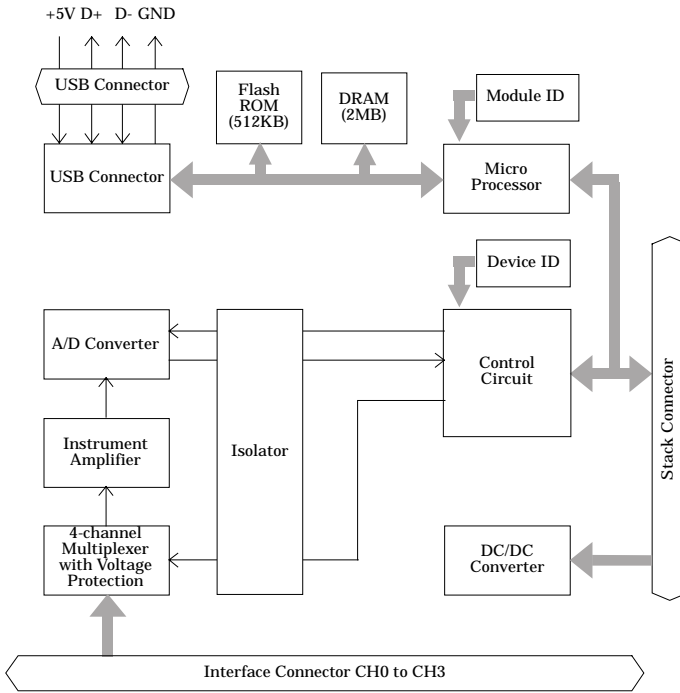 +5V D+ D- GND
USB Connector
Flash
ROM
(512KB)
DRAM
(2MB)
Module ID
USB Connector
Micro
Processor
Device ID
A/D Converter
Control
Circuit
Instrument
Amplifier
Isolator
Stack Connector
4-channel
Multiplexer
with Voltage
Protection
DC/DC
Converter
Interface Connector CH0 to CH3